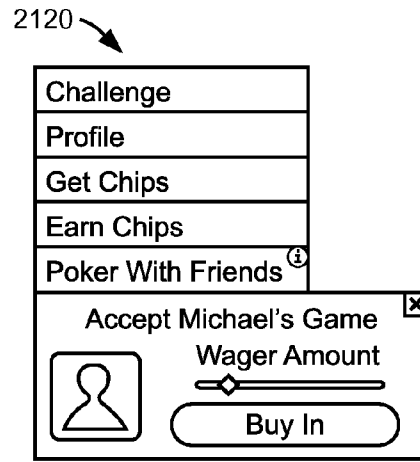 2120
Challenge
Profile
Get Chips
Earn Chips
Poker With Friends i
Accept Michael's Game
Wager Amount
Buy In